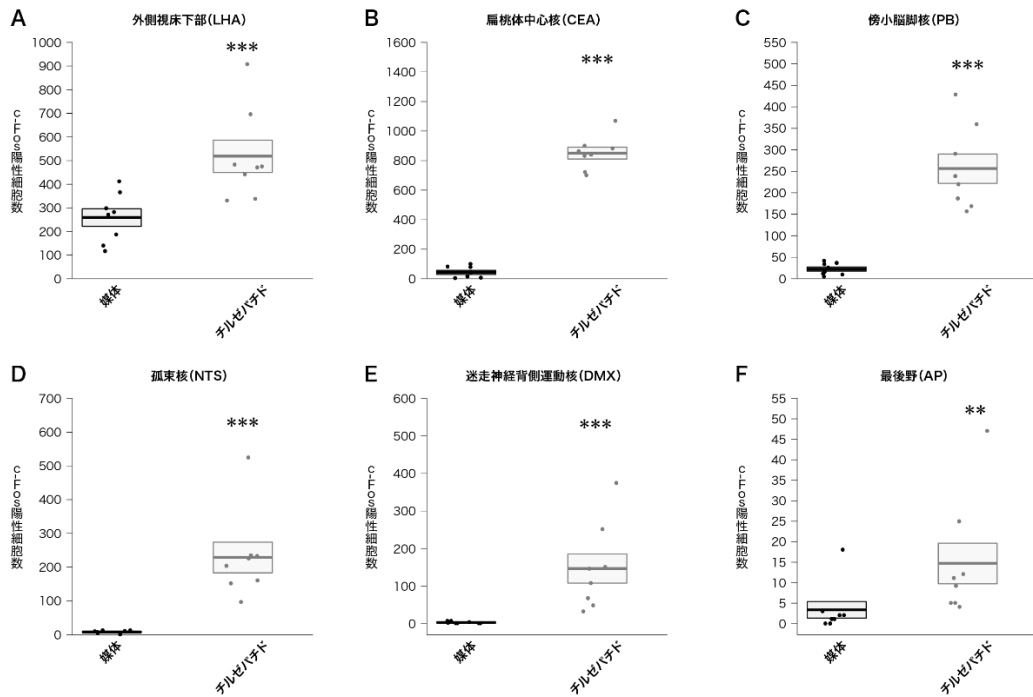 A
外側視床下部(LHA)
1000
900
800
700
600
500
400
300
200
100
0
c-Fos陽性細胞数
***
媒体
チルゼパチド
B
扁桃体中心核(CEA)
1600
1400
1200
1000
800
600
400
200
0
c-Fos陽性細胞数
***
媒体
チルゼパチド
C
傍小脳脚核(PB)
550
500
450
400
350
300
250
200
150
100
50
0
c-Fos陽性細胞数
***
媒体
チルゼパチド
D
孤束核(NTS)
700
600
500
400
300
200
100
0
c-Fos陽性細胞数
***
媒体
チルゼパチド
E
迷走神経背側運動核(DMX)
600
500
400
300
200
100
0
c-Fos陽性細胞数
***
媒体
チルゼパチド
F
最後野(AP)
55
50
45
40
35
30
25
20
15
10
5
0
c-Fos陽性細胞数
**
媒体
チルゼパチド